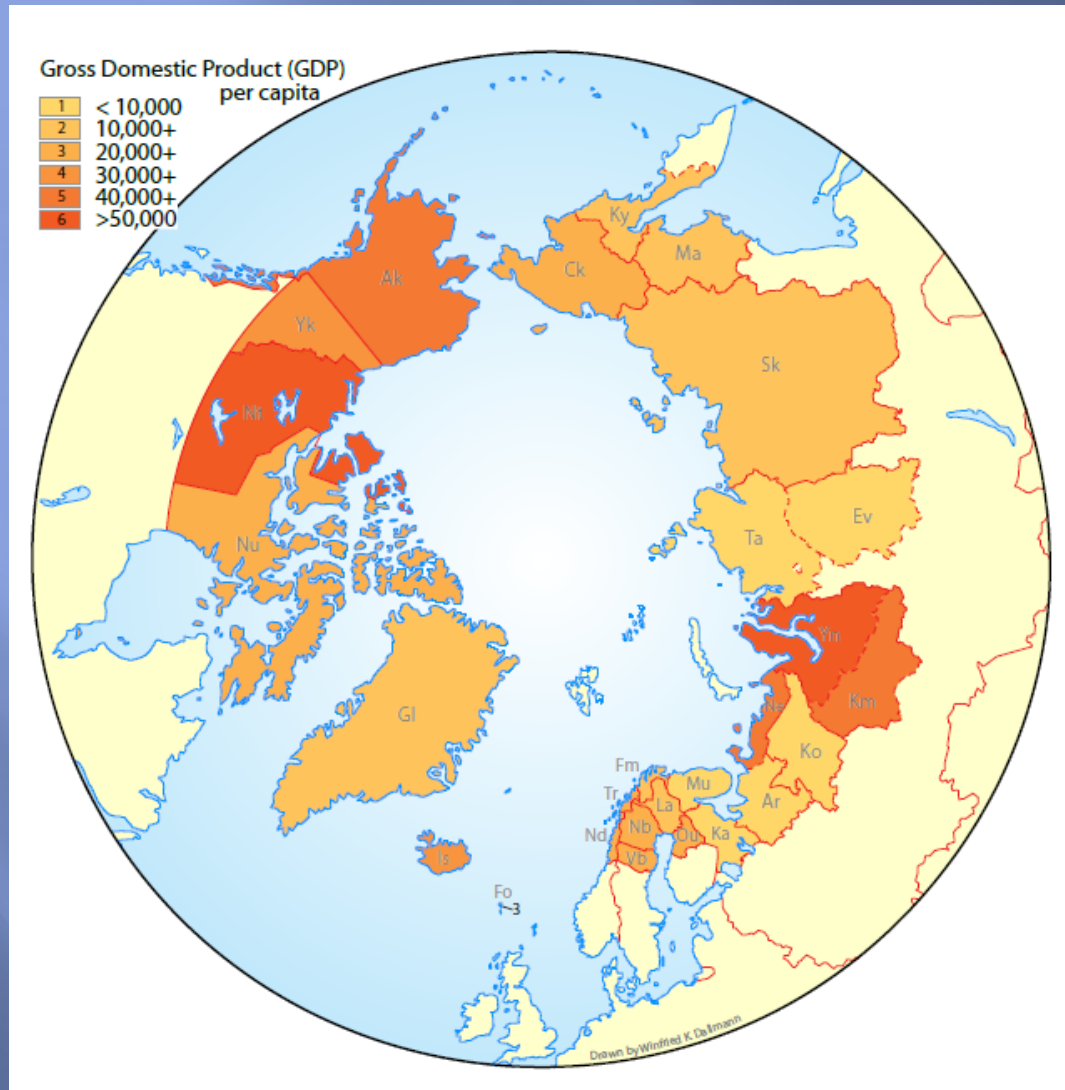 Gross Domestic Product (GDP)
per capita
1 < 10,000
2 10,000+
3 20,000+
4 30,000+
5 40,000+
6 >50,000
Ky
Ma
Ck
Ak
Yk
Sk
Nt
Ev
Ta
Nu
Yn
Ne
Km
Gl
Ko
Fm
Mu
Tr
La
Ar
Nd
Nb
Ou
Ka
Is
Vb
Fo
3
Drawn by Winfried K. Dallmann